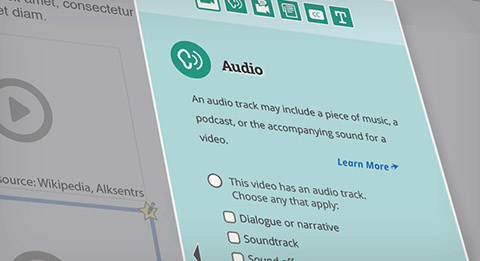 amet, consectetur
et diam.
CC
T
Audio
An audio track may include a piece of music, a
podcast, or the accompanying sound for a
video.
Learn More
This video has an audio track.
Choose any that apply:
source: Wikipedia, Alksentrs
Dialogue or narrative
Soundtrack
Sound